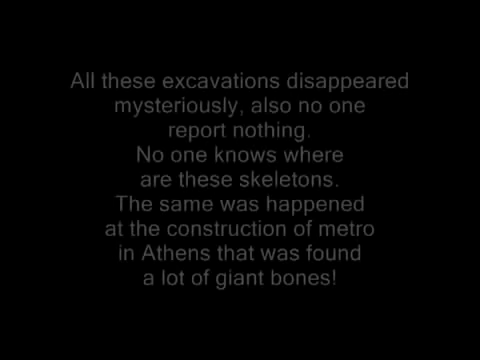 All these excavations disappeared
mysteriously, also no one
report nothing.
No one knows where
are these skeletons.
The same was happened
at the construction of metro
in Athens that was found
a lot of giant bones!